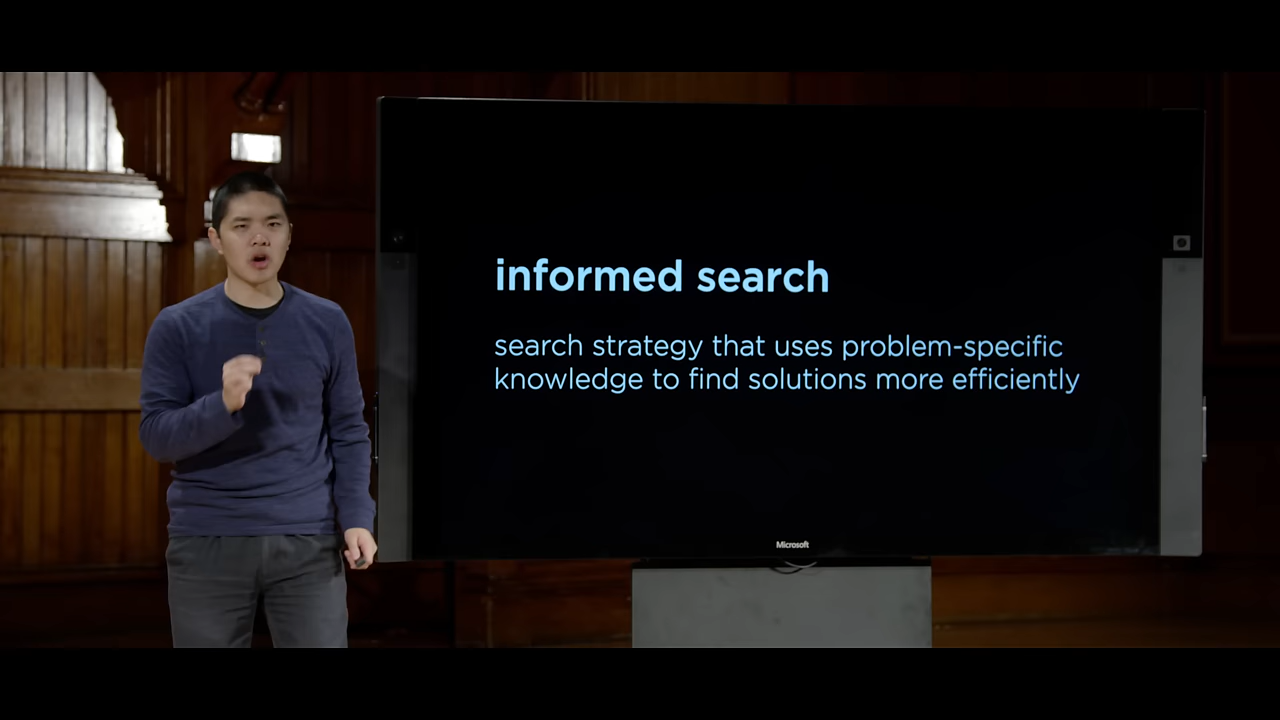 informed search
search strategy that uses problem-specific
knowledge to find solutions more efficiently
Microsoft